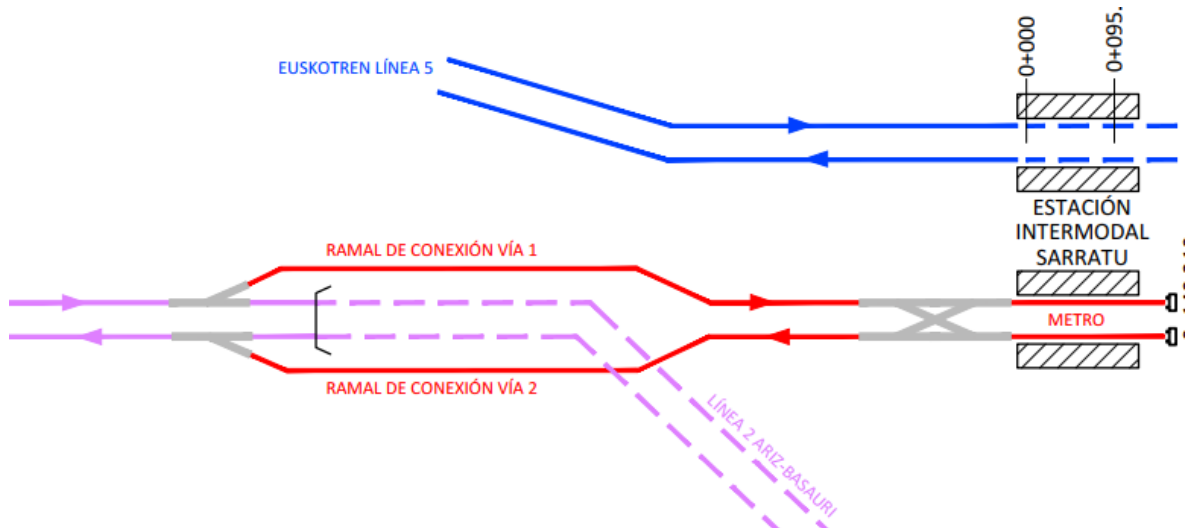 0+000
0+095.
EUSKOTREN LÍNEA 5
ESTACIÓN
INTERMODAL
SARRATU
RAMAL DE CONEXIÓN VÍA 1
METRO
RAMAL DE CONEXIÓN VÍA 2
LÍNEA 2 ARIZ-BASAURI